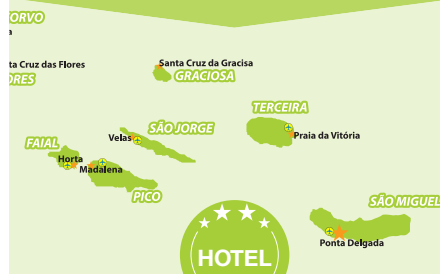 ORVO
a
Santa Cruz da Gracisa
ta Cruz das Flores
GRACIOSA
RES
TERCEIRA
SÃO JORGE
Velas
Praia da Vitória
FAIAL
Horta
Madalena
PICO
SÃO MIGUEL
Ponta Delgada
HOTEL